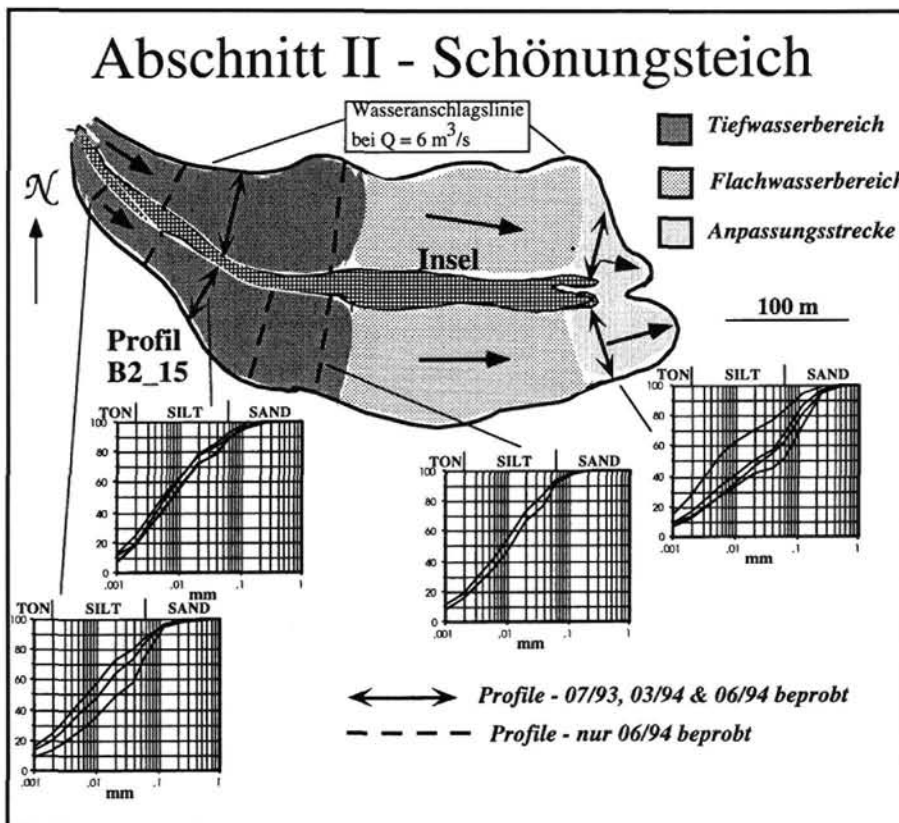 Abschnitt II - Schönungsteich
Wasseranschlagslinie
bei Q = 6 m³/s
Tiefwasserbereich
Flachwasserbereich
Anpassungsstrecke
N
Insel
100 m
Profil
B2_15
TON SILT SAND
100
80
60
40
20
0
.001 .01 .1 1
mm
TON SILT SAND
100
80
60
40
20
0
.001 .01 .1 1
mm
TON SILT SAND
100
80
60
40
20
0
.001 .01 .1 1
mm
TON SILT SAND
100
80
60
40
20
0
.001 .01 .1 1
mm
Profile - 07/93, 03/94 & 06/94 beprobt
Profile - nur 06/94 beprobt